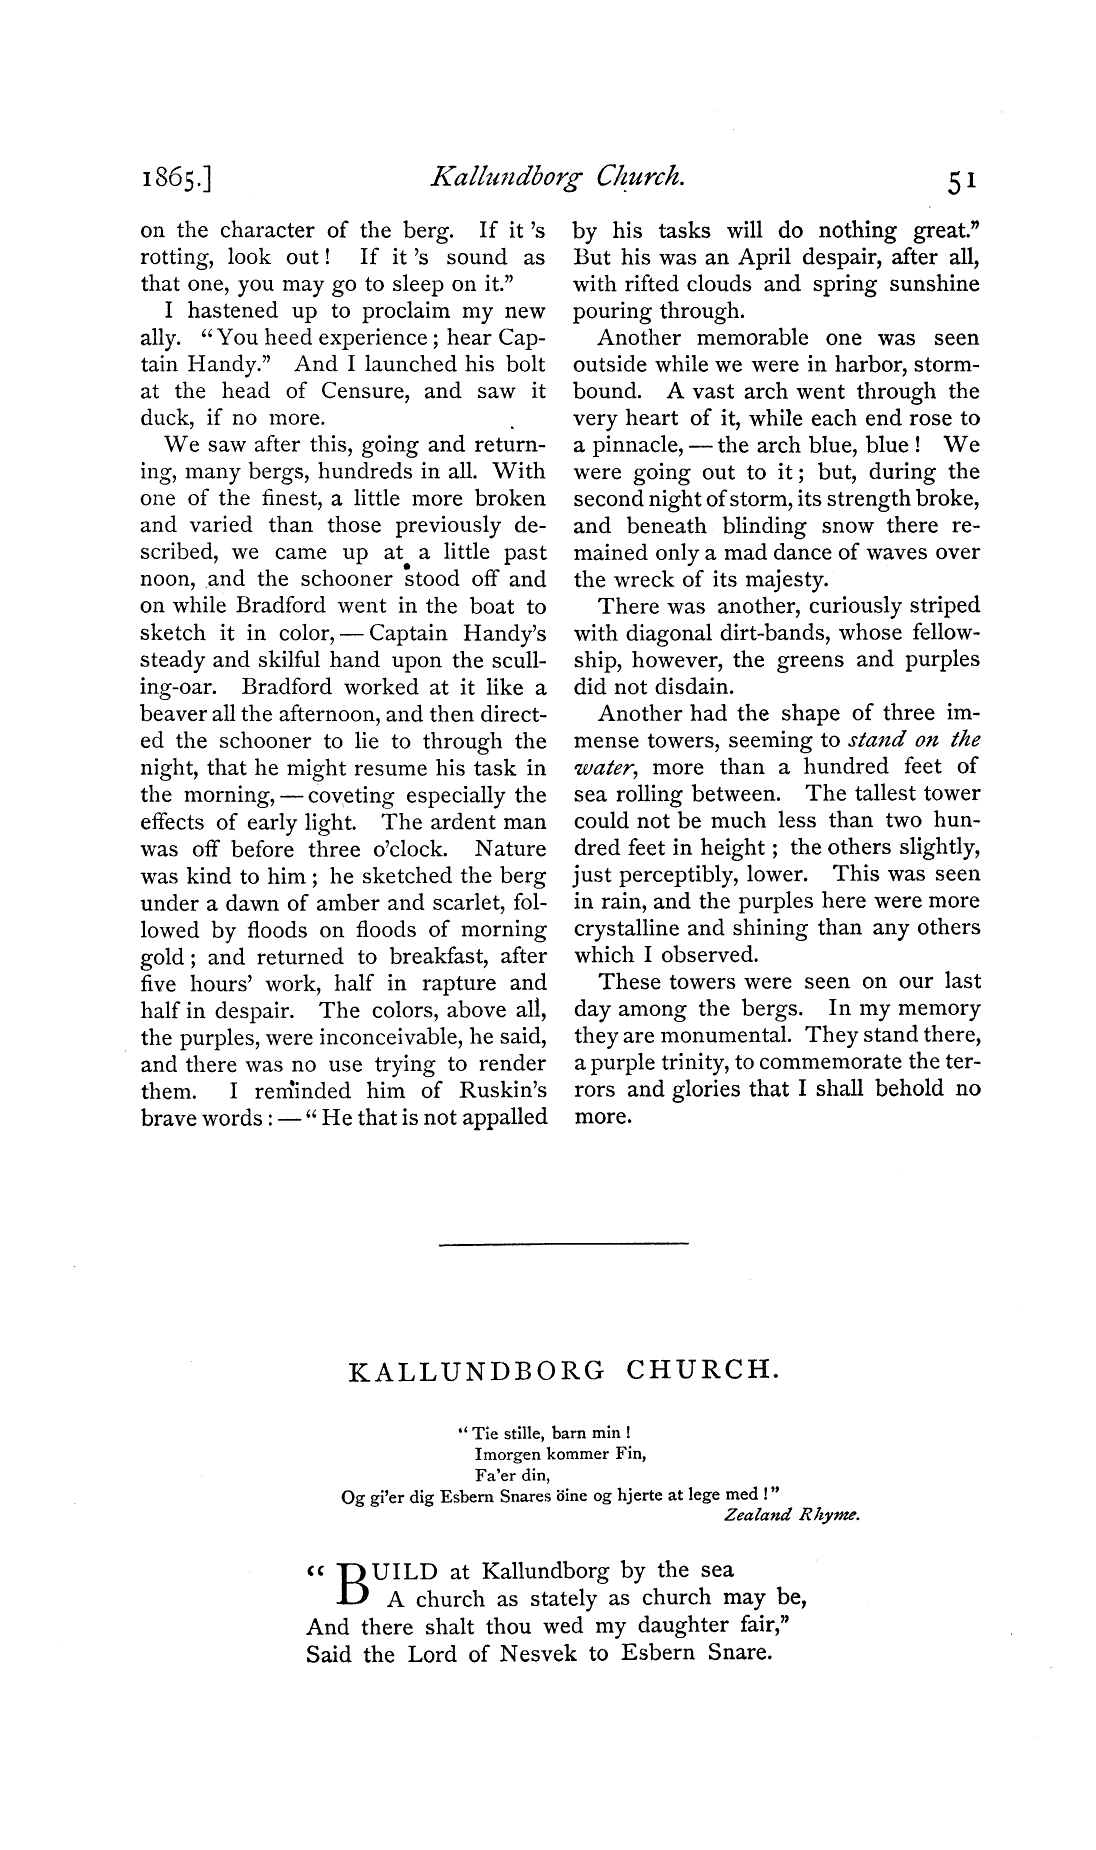 1865.] Kallundborg Church. 51
on the character of the berg. If it 's
rotting, look out! If it 's sound as
that one, you may go to sleep on it.”
I hastened up to proclaim my new
ally. “You heed experience; hear Cap-
tain Handy.” And I launched his bolt
at the head of Censure, and saw it
duck, if no more.
We saw after this, going and return-
ing, many bergs, hundreds in all. With
one of the finest, a little more broken
and varied than those previously de-
scribed, we came up at a little past
noon, and the schooner stood off and
on while Bradford went in the boat to
sketch it in color, — Captain Handy's
steady and skilful hand upon the scull-
ing-oar. Bradford worked at it like a
beaver all the afternoon, and then direct-
ed the schooner to lie to through the
night, that he might resume his task in
the morning, — coveting especially the
effects of early light. The ardent man
was off before three o'clock. Nature
was kind to him; he sketched the berg
under a dawn of amber and scarlet, fol-
lowed by floods on floods of morning
gold; and returned to breakfast, after
five hours' work, half in rapture and
half in despair. The colors, above all,
the purples, were inconceivable, he said,
and there was no use trying to render
them. I reminded him of Ruskin's
brave words: — “He that is not appalled
by his tasks will do nothing great.”
But his was an April despair, after all,
with rifted clouds and spring sunshine
pouring through.
Another memorable one was seen
outside while we were in harbor, storm-
bound. A vast arch went through the
very heart of it, while each end rose to
a pinnacle, — the arch blue, blue! We
were going out to it; but, during the
second night of storm, its strength broke,
and beneath blinding snow there re-
mained only a mad dance of waves over
the wreck of its majesty.
There was another, curiously striped
with diagonal dirt-bands, whose fellow-
ship, however, the greens and purples
did not disdain.
Another had the shape of three im-
mense towers, seeming to stand on the
water, more than a hundred feet of
sea rolling between. The tallest tower
could not be much less than two hun-
dred feet in height; the others slightly,
just perceptibly, lower. This was seen
in rain, and the purples here were more
crystalline and shining than any others
which I observed.
These towers were seen on our last
day among the bergs. In my memory
they are monumental. They stand there,
a purple trinity, to commemorate the ter-
rors and glories that I shall behold no
more.
KALLUNDBORG CHURCH.
“Tie stille, barn min!
Imorgen kommer Fin,
Fa'er din,
Og gi'er dig Esbern Snares öine og hjerte at lege med!”
Zealand Rhyme.
“BUILD at Kallundborg by the sea
A church as stately as church may be,
And there shalt thou wed my daughter fair,”
Said the Lord of Nesvek to Esbern Snare.